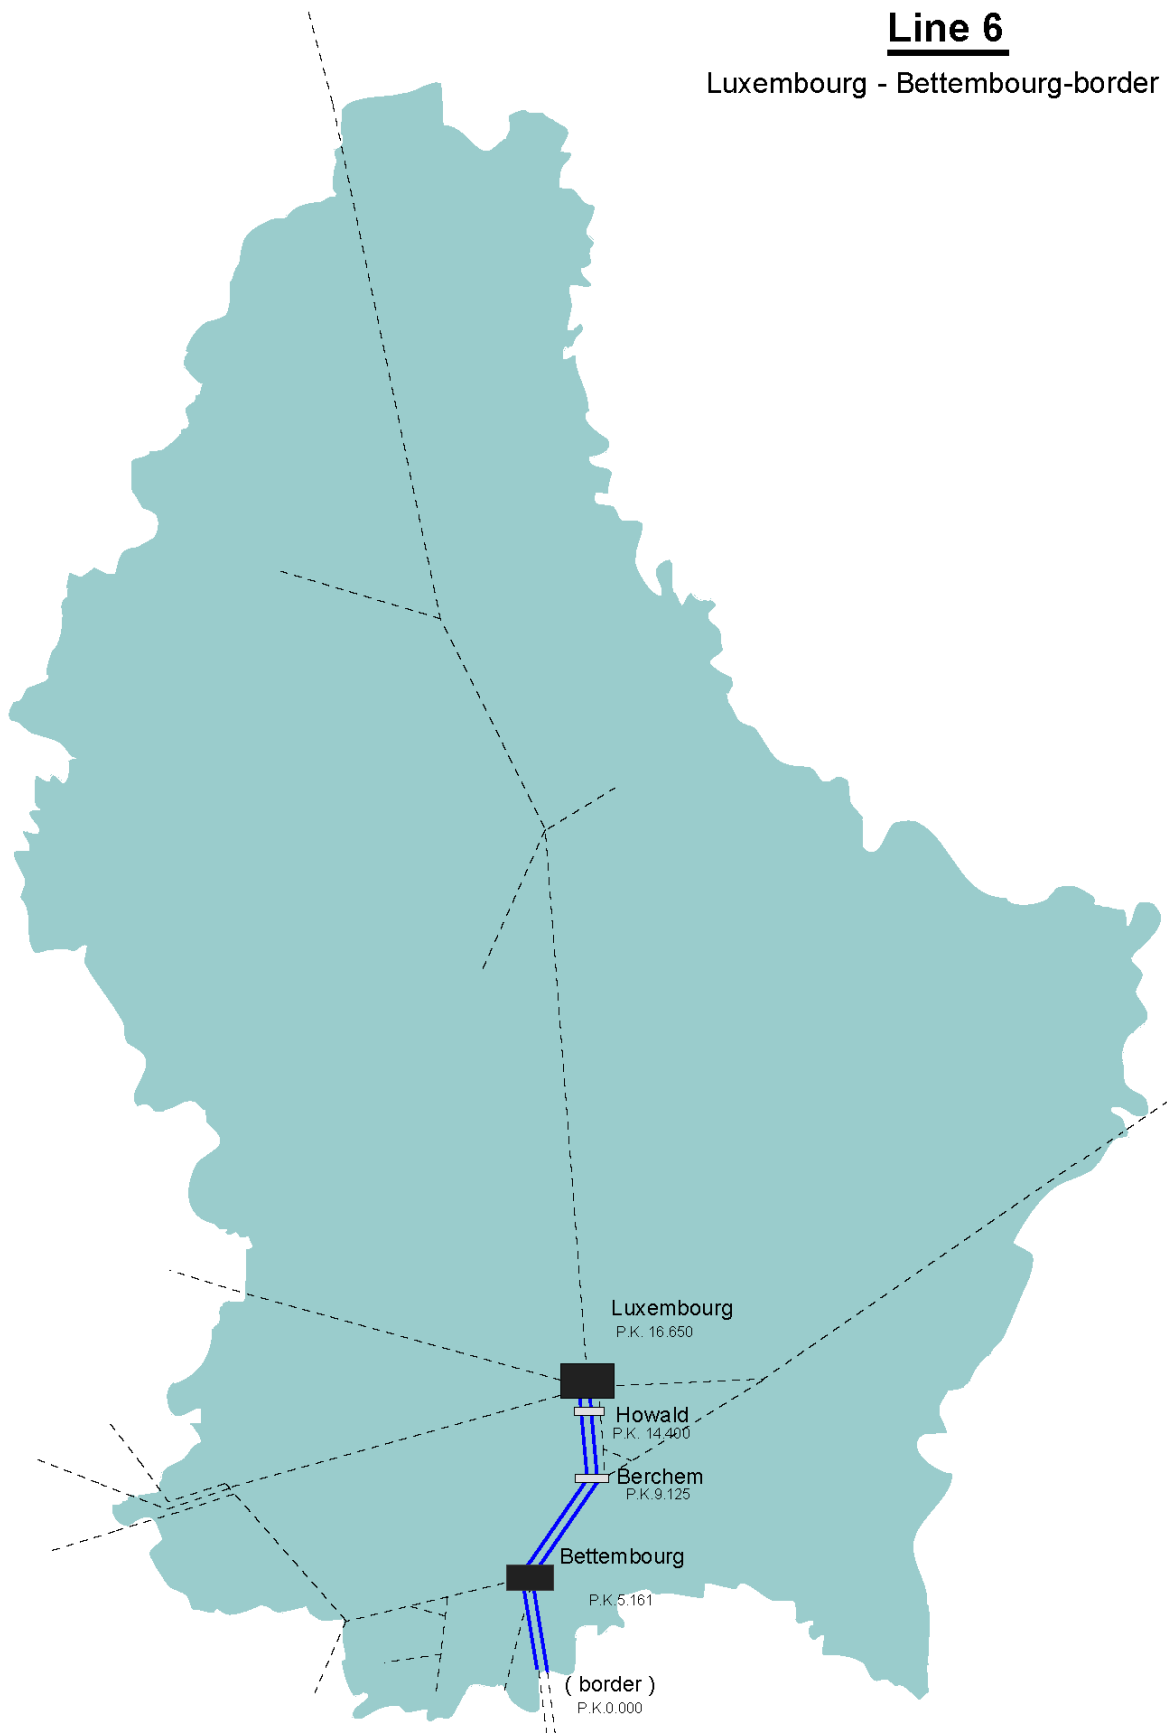 Line 6
Luxembourg - Bettembourg-border
Luxembourg
P.K. 16.650
Howald
P.K. 14.400
Berchem
P.K.9.125
Bettembourg
P.K.5.161
( border )
P.K.0.000